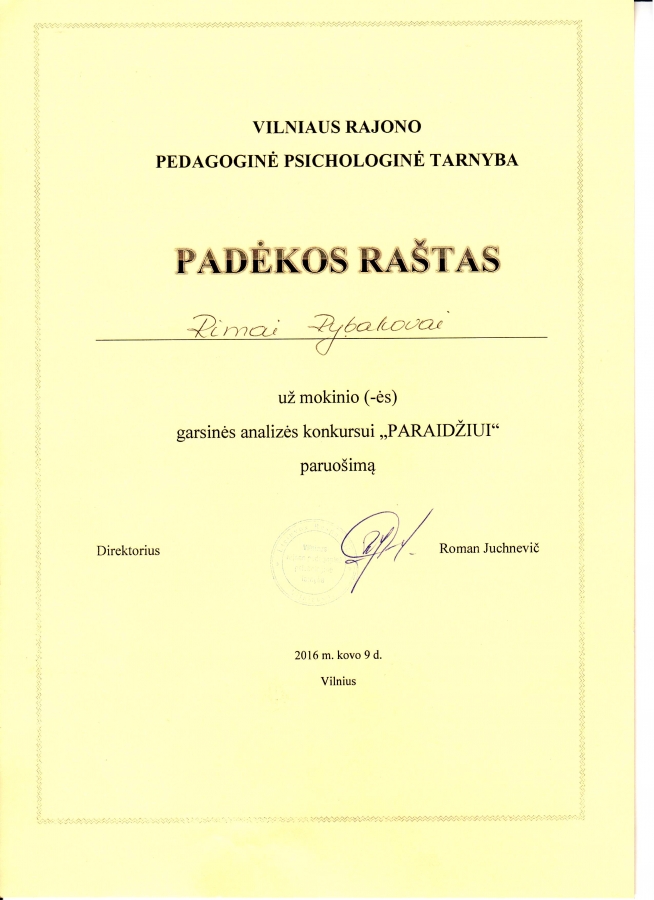 VILNIAUS RAJONO
PEDAGOGINĖ PSICHOLOGINĖ TARNYBA
PADĖKOS RAŠTAS
Rimai Rybakovai
už mokinio (-ės)
garsinės analizės konkursui „PARAIDŽIUI“
paruošimą
Direktorius
Roman Juchnevič
2016 m. kovo 9 d.
Vilnius